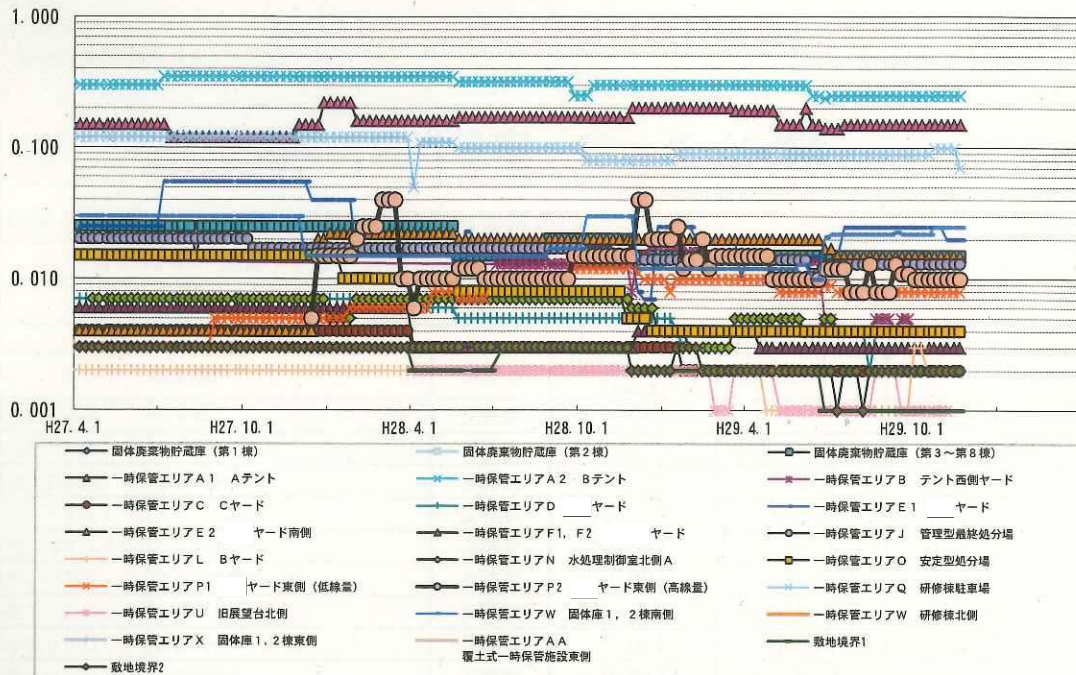 1.000
0.100
0.010
0.001
H27.4.1 H27.10.1 H28.4.1 H28.10.1 H29.4.1 H29.10.1
固体廃棄物貯蔵庫（第1棟） 固体廃棄物貯蔵庫（第2棟） 固体廃棄物貯蔵庫（第3～第8棟）
一時保管エリアA1 Aテント 一時保管エリアA2 Bテント 一時保管エリアB テント西側ヤード
一時保管エリアC Cヤード 一時保管エリアD ヤード 一時保管エリアE1 ヤード
一時保管エリアE2 ヤード南側 一時保管エリアF1, F2 ヤード 一時保管エリアJ 管理型最終処分場
一時保管エリアL Bヤード 一時保管エリアN 水処理制御室北側A 一時保管エリアO 安定型処分場
一時保管エリアP1 ヤード東側（低線量） 一時保管エリアP2 ヤード東側（高線量） 一時保管エリアQ 研修棟駐車場
一時保管エリアU 旧展望台北側 一時保管エリアW 固体庫1, 2棟南側 一時保管エリアW 研修棟北側
一時保管エリアX 固体庫1, 2棟東側 一時保管エリアAA 敷地境界1
覆土式一時保管施設東側
敷地境界2